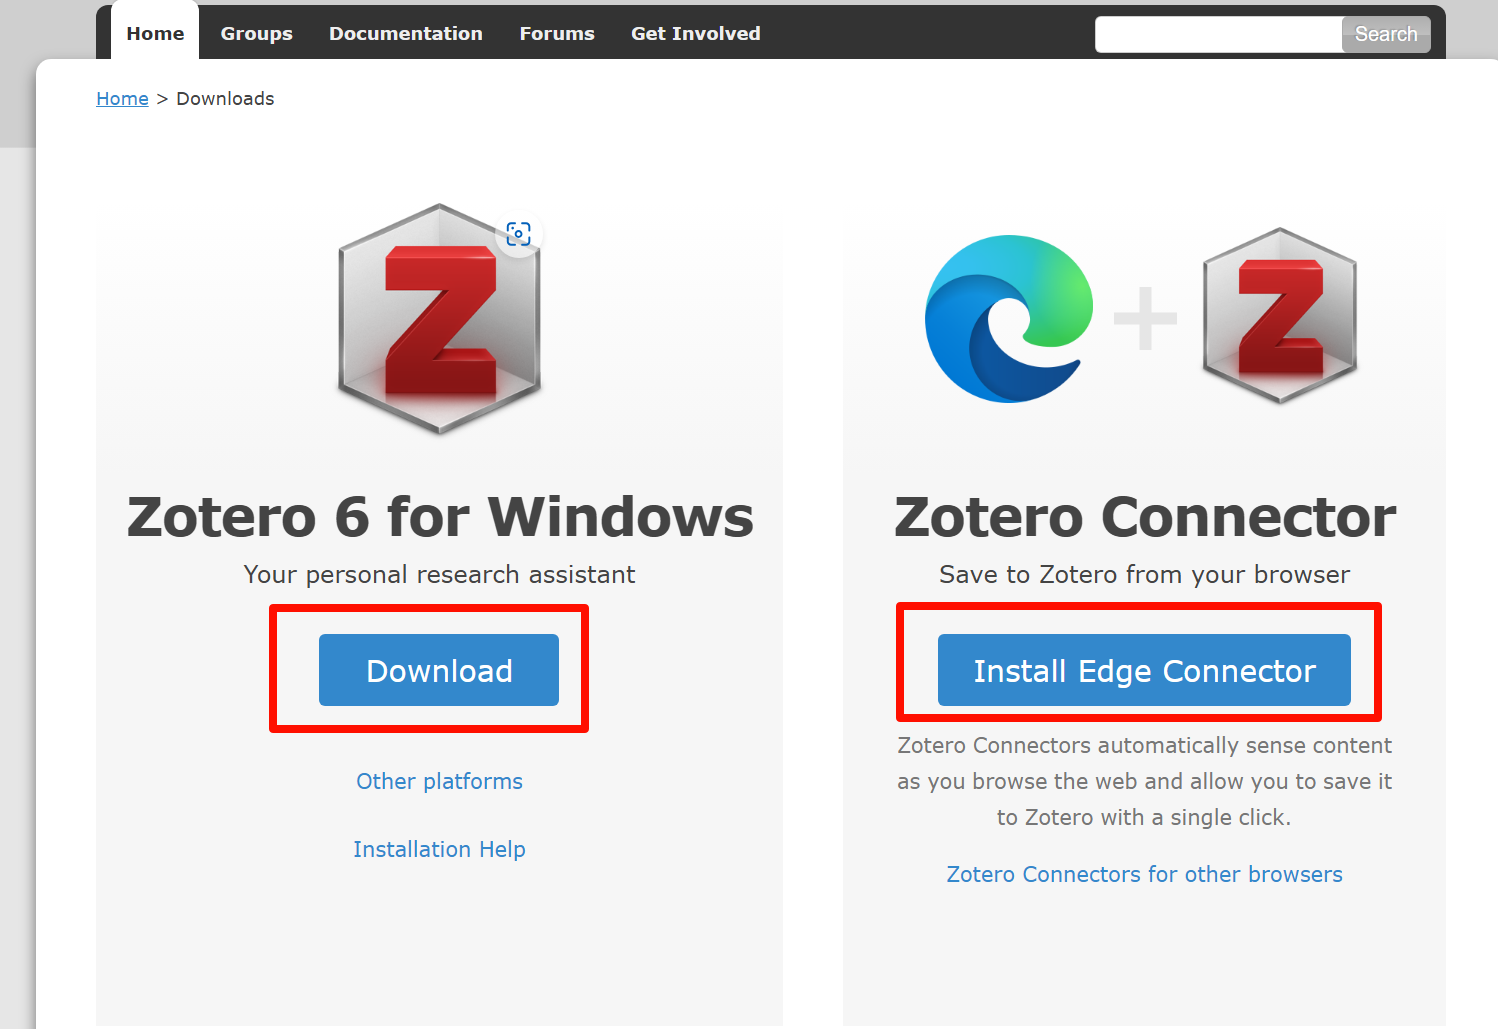 Home Groups Documentation Forums Get Involved Search
Home > Downloads
Z
Z
Zotero 6 for Windows
Your personal research assistant
Download
Other platforms
Installation Help
Zotero Connector
Save to Zotero from your browser
Install Edge Connector
Zotero Connectors automatically sense content
as you browse the web and allow you to save it
to Zotero with a single click.
Zotero Connectors for other browsers